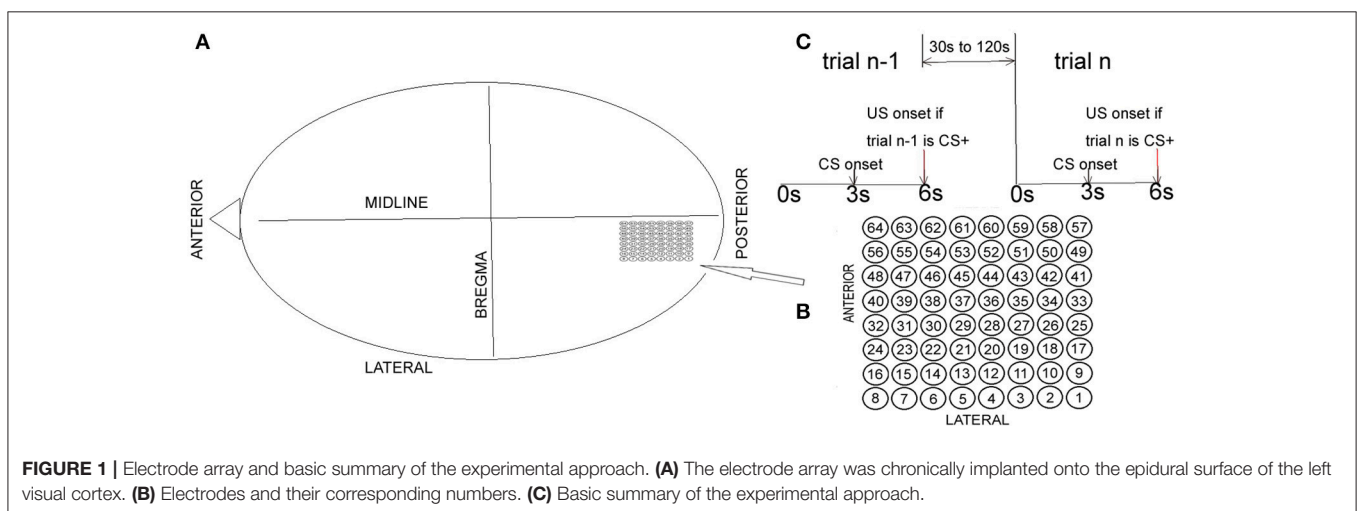 A
ANTERIOR
MIDLINE
BREGMA
POSTERIOR
LATERAL
C
trial n-1
30s to 120s
trial n
US onset if
trial n-1 is CS+
US onset if
trial n is CS+
CS onset
CS onset
0s 3s 6s 0s 3s 6s
B
ANTERIOR
64 63 62 61 60 59 58 57
56 55 54 53 52 51 50 49
48 47 46 45 44 43 42 41
40 39 38 37 36 35 34 33
32 31 30 29 28 27 26 25
24 23 22 21 20 19 18 17
16 15 14 13 12 11 10 9
8 7 6 5 4 3 2 1
LATERAL
FIGURE 1 | Electrode array and basic summary of the experimental approach. (A) The electrode array was chronically implanted onto the epidural surface of the left
visual cortex. (B) Electrodes and their corresponding numbers. (C) Basic summary of the experimental approach.